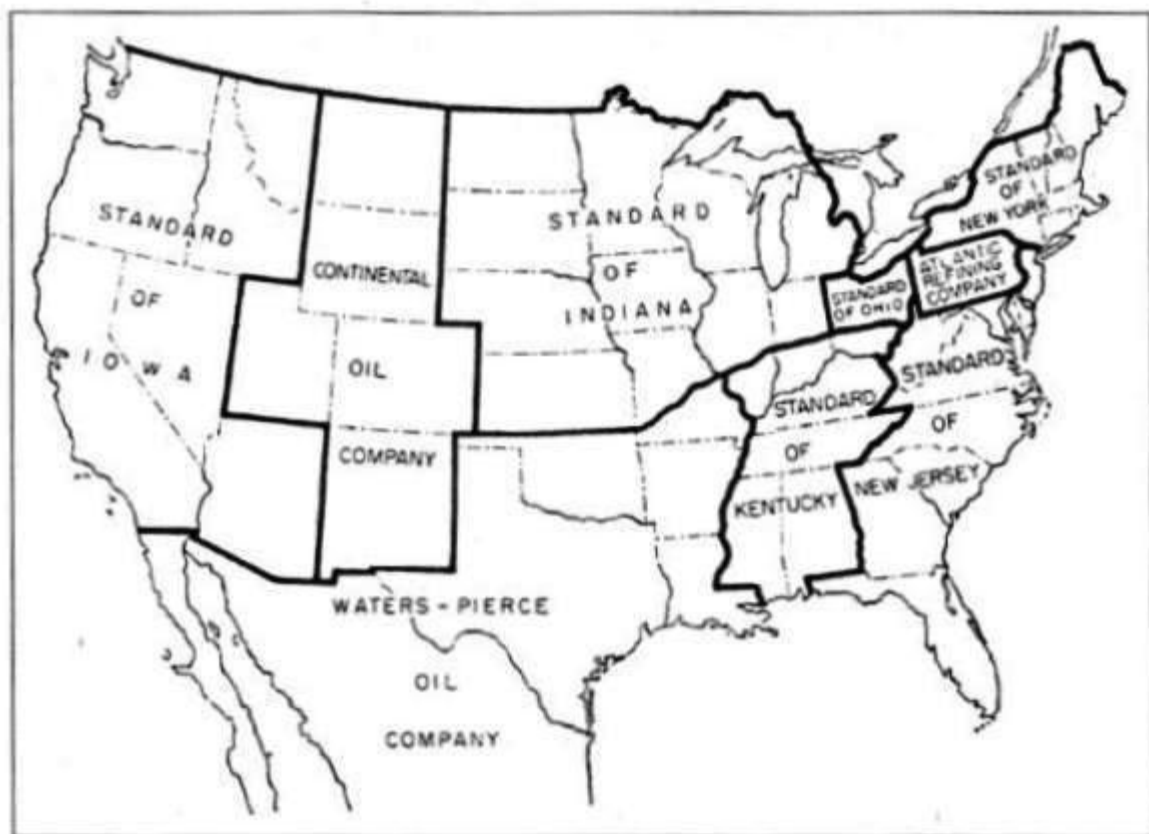 STANDARD
OF
IOWA
CONTINENTAL
OIL
COMPANY
STANDARD
OF
INDIANA
STANDARD
OF OHIO
STANDARD
OF
NEW YORK
ATLANTIC
REFINING
COMPANY
STANDARD
OF
KENTUCKY
STANDARD
OF
NEW JERSEY
WATERS-PIERCE
OIL
COMPANY